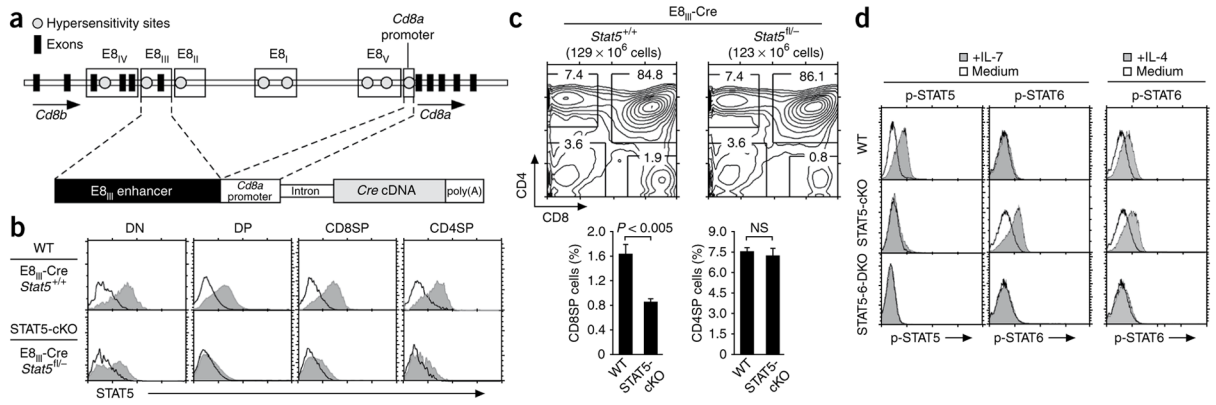 a
Hypersensitivity sites
Exons
Cd8a
promoter
E8IV
E8III
E8II
E8I
E8V
Cd8b
Cd8a
E8III enhancer
Cd8a
promoter
Intron
Cre cDNA
poly(A)
b
DN
DP
CD8SP
CD4SP
WT
E8III-Cre
Stat5+/+
STAT5-cKO
E8III-Cre
Stat5fl/–
STAT5
c
E8III-Cre
Stat5+/+
(129 × 10⁶ cells)
Stat5fl/–
(123 × 10⁶ cells)
7.4
84.8
3.6
1.9
7.4
86.1
3.6
0.8
CD4
CD8
P < 0.005
2.0
1.6
1.2
0.8
0.4
0
CD8SP cells (%)
WT
STAT5-
cKO
NS
9.0
7.5
6.0
4.5
3.0
1.5
0
CD4SP cells (%)
WT
STAT5-
cKO
d
+IL-7
Medium
+IL-4
Medium
p-STAT5
p-STAT6
p-STAT6
WT
STAT5-cKO
STAT5-6-DKO
p-STAT5
p-STAT6
p-STAT6